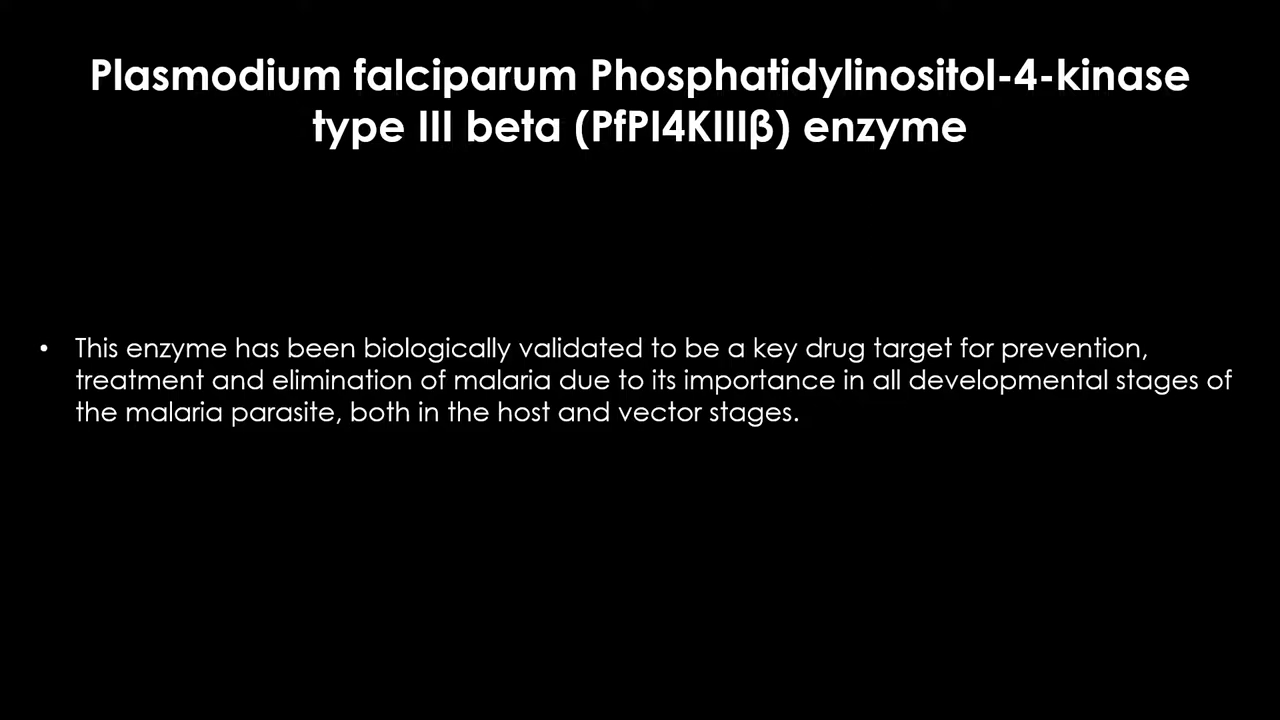 Plasmodium falciparum Phosphatidylinositol-4-kinase
type III beta (PfPI4KIIIβ) enzyme
• This enzyme has been biologically validated to be a key drug target for prevention,
treatment and elimination of malaria due to its importance in all developmental stages of
the malaria parasite, both in the host and vector stages.